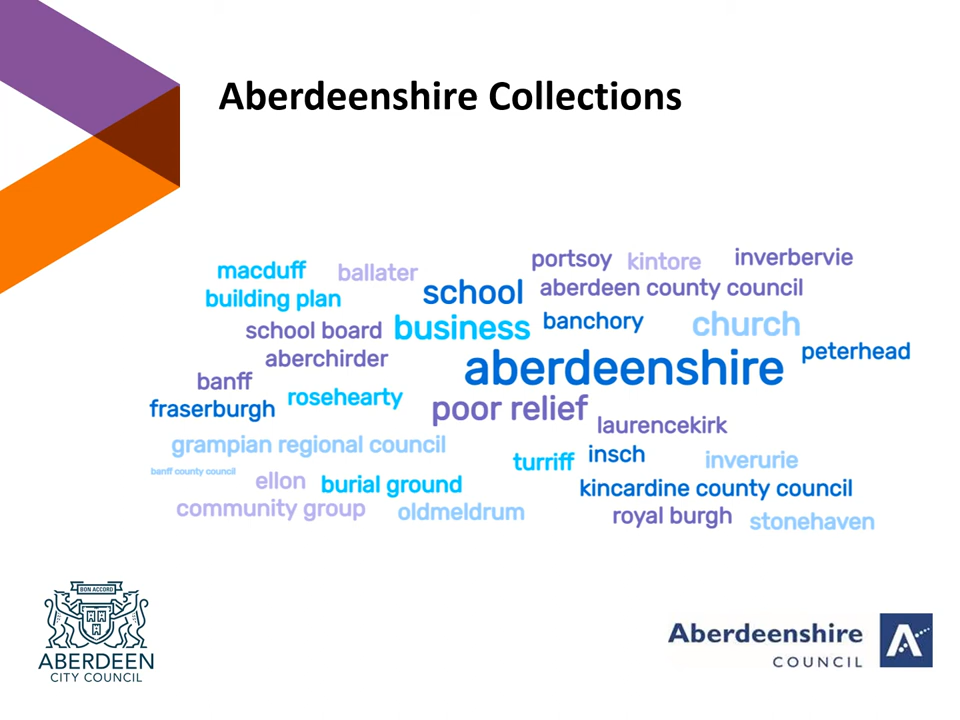 Aberdeenshire Collections
macduff
ballater
portsoy
kintore
inverbervie
building plan
school
aberdeen county council
school board
business
banchory
church
aberchirder
aberdeenshire
peterhead
banff
rosehearty
fraserburgh
poor relief
laurencekirk
grampian regional council
turriff
insch
inverurie
banff county council
ellon
burial ground
kincardine county council
community group
oldmeldrum
royal burgh
stonehaven
BON ACCORD
ABERDEEN
CITY COUNCIL
Aberdeenshire
COUNCIL